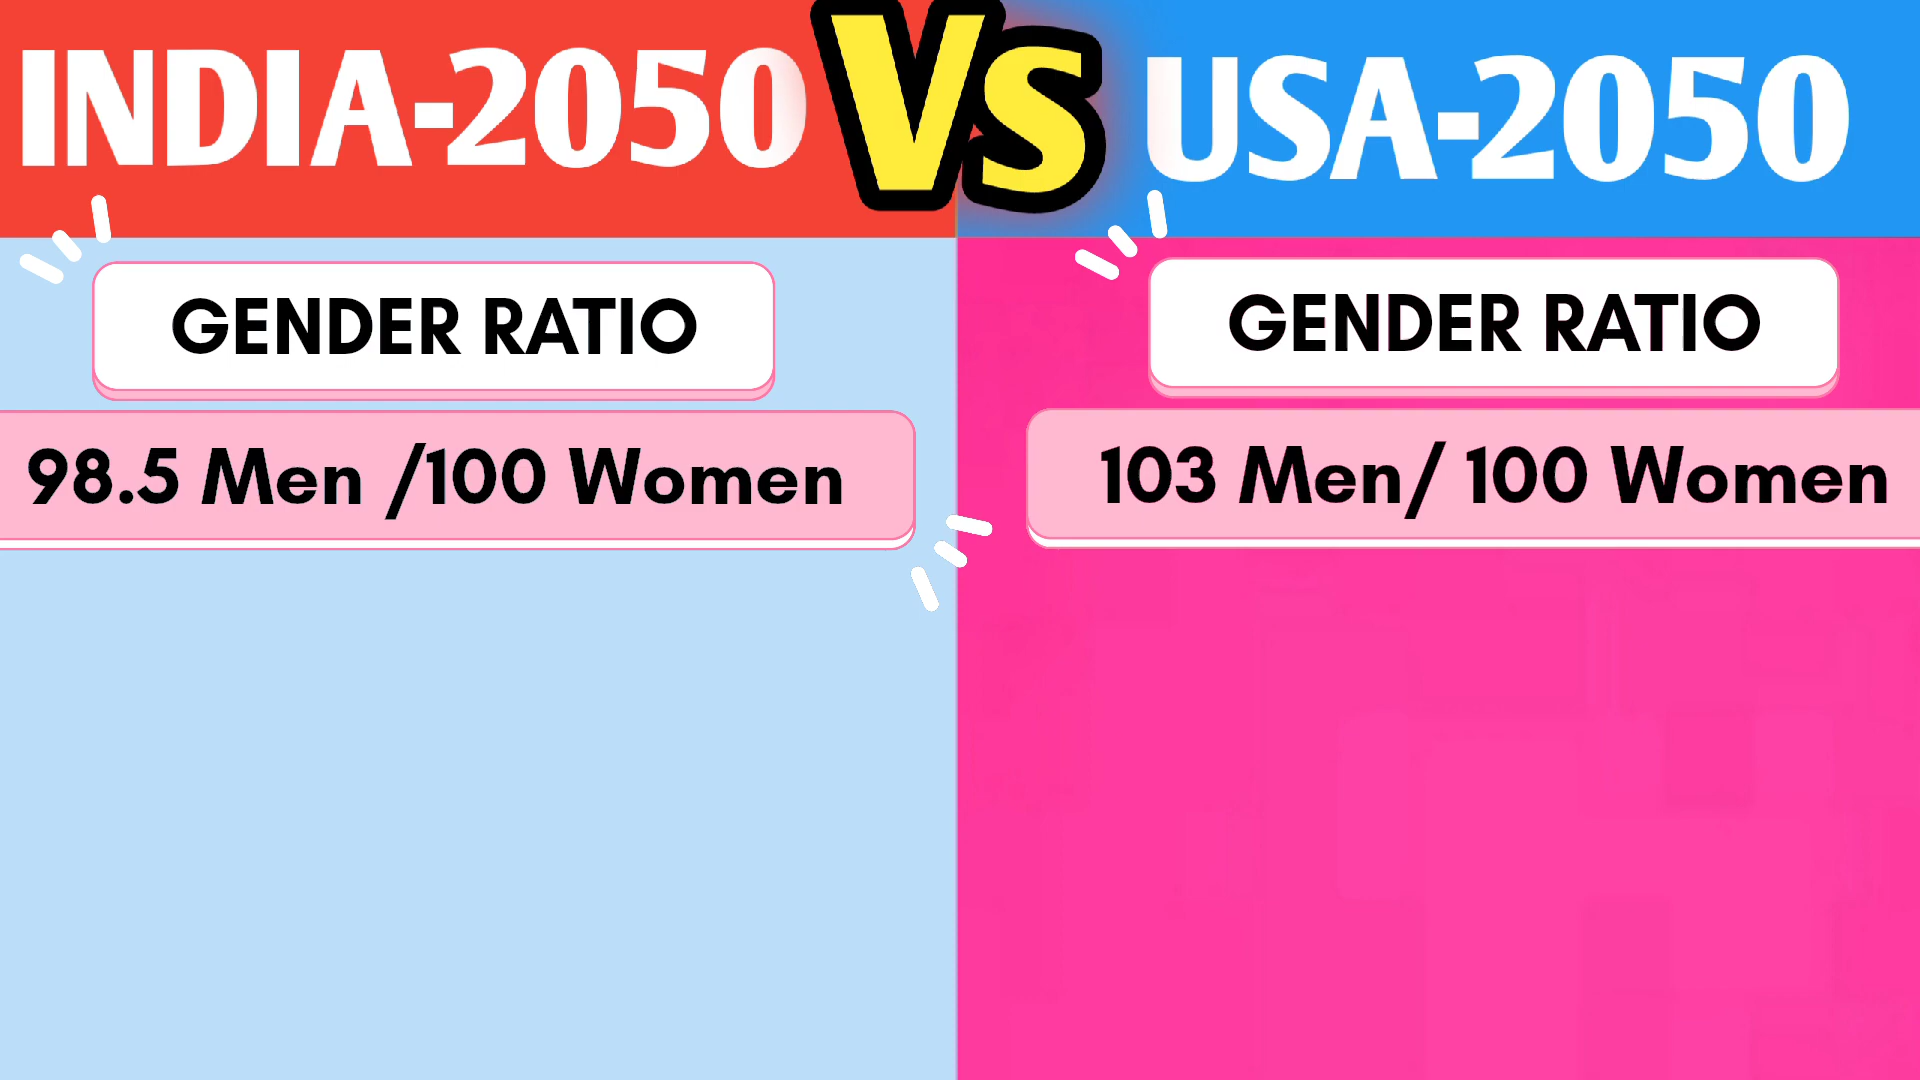 INDIA-2050 VS USA-2050
GENDER RATIO
98.5 Men /100 Women
GENDER RATIO
103 Men/ 100 Women